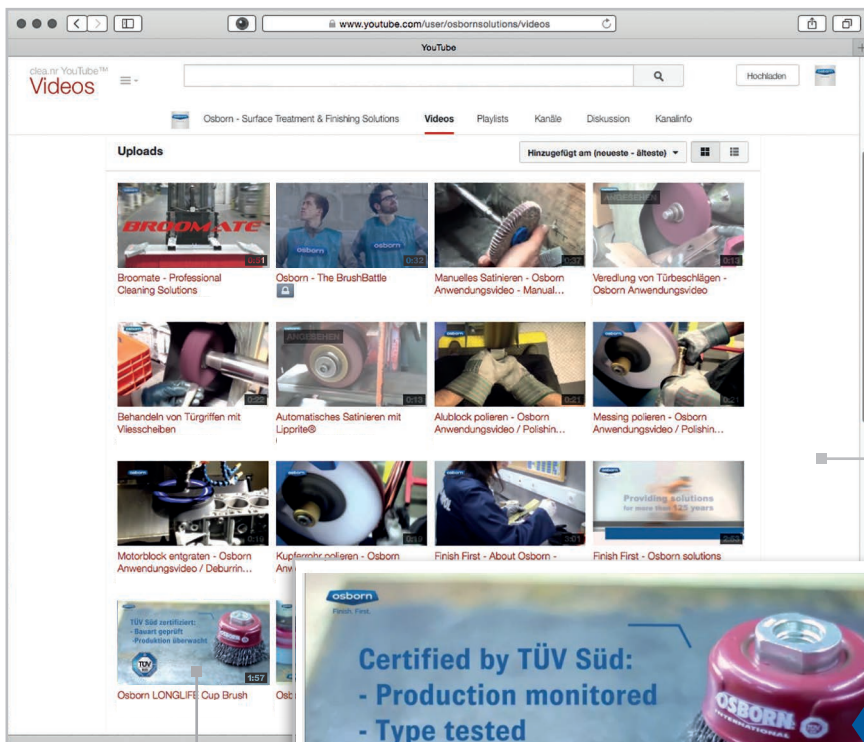 www.youtube.com/user/osbornsolutions/videos
YouTube
clea.nr YouTube™
Videos
Hochladen
Osborn - Surface Treatment & Finishing Solutions
Videos
Playlists
Kanäle
Diskussion
Kanalinfo
Uploads
Hinzugefügt am (neueste - älteste)
BROOMATE
0:51
osborn
osborn
0:32
0:37
ANGESEHEN
0:13
Broomate - Professional
Cleaning Solutions
Osborn - The BrushBattle
Manuelles Satinieren - Osborn
Anwendungsvideo - Manual...
Veredlung von Türbeschlägen -
Osborn Anwendungsvideo
0:22
ANGESEHEN
0:13
0:21
0:21
Behandeln von Türgriffen mit
Vliesscheiben
Automatisches Satinieren mit
Lipprite®
Alublock polieren - Osborn
Anwendungsvideo / Polishin...
Messing polieren - Osborn
Anwendungsvideo / Polishin...
0:19
0:19
3:01
Providing solutions
for more than 125 years
2:53
Motorblock entgraten - Osborn
Anwendungsvideo / Deburrin...
Kupferrohr polieren - Osborn
Finish First - About Osborn -
Finish First - Osborn solutions
TÜV Süd zertifiziert:
- Bauart geprüft
-Produktion überwacht
TÜV
SÜD
1:57
Osborn LONGLIFE Cup Brush
osborn
Finish. First.
Certified by TÜV Süd:
- Production monitored
- Type tested
OSBORN
INTERNATIONAL